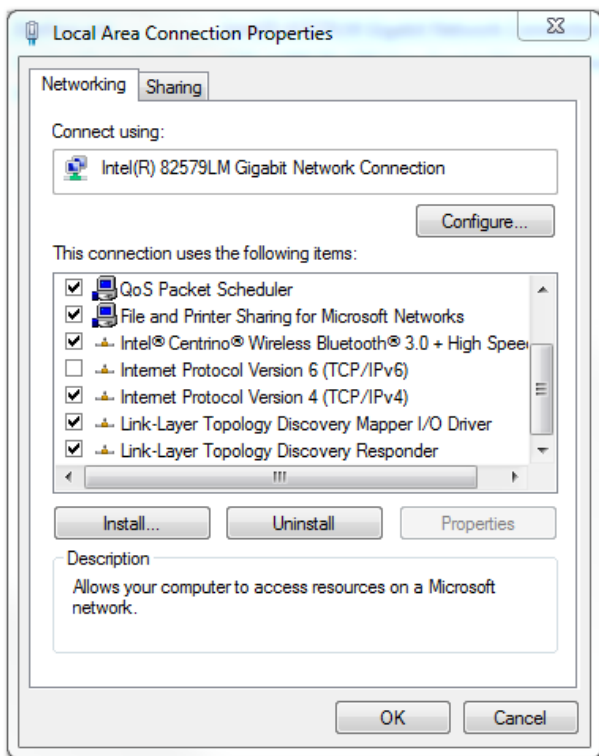 Local Area Connection Properties
Networking
Sharing
Connect using:
Intel(R) 82579LM Gigabit Network Connection
Configure...
This connection uses the following items:
QoS Packet Scheduler
File and Printer Sharing for Microsoft Networks
Intel® Centrino® Wireless Bluetooth® 3.0 + High Spee
Internet Protocol Version 6 (TCP/IPv6)
Internet Protocol Version 4 (TCP/IPv4)
Link-Layer Topology Discovery Mapper I/O Driver
Link-Layer Topology Discovery Responder
Install...
Uninstall
Properties
Description
Allows your computer to access resources on a Microsoft
network.
OK
Cancel